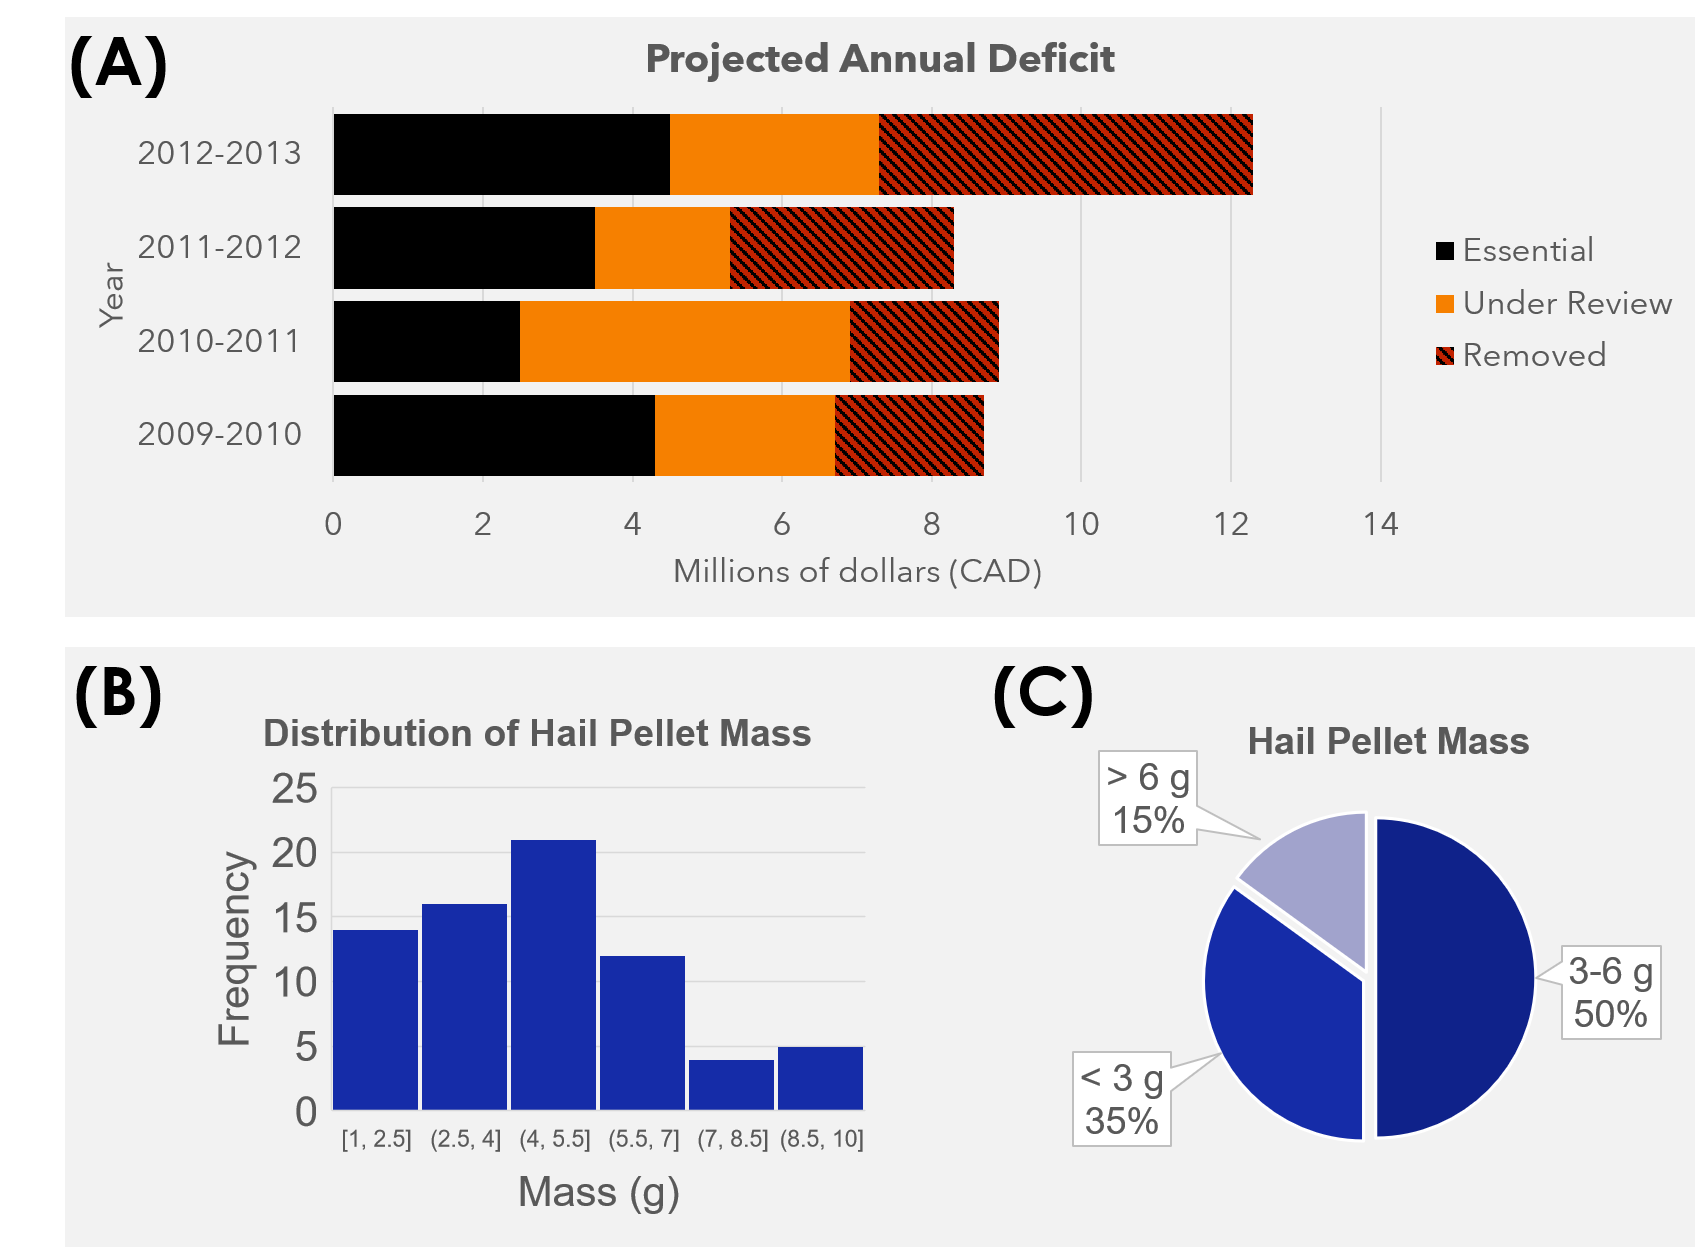 (A)
Projected Annual Deficit
2012-2013
2011-2012
2010-2011
2009-2010
Year
0 2 4 6 8 10 12 14
Millions of dollars (CAD)
Essential
Under Review
Removed
(B)
Distribution of Hail Pellet Mass
25
20
15
10
5
0
Frequency
[1, 2.5] (2.5, 4] (4, 5.5] (5.5, 7] (7, 8.5] (8.5, 10]
Mass (g)
(C)
Hail Pellet Mass
> 6 g
15%
3-6 g
50%
< 3 g
35%